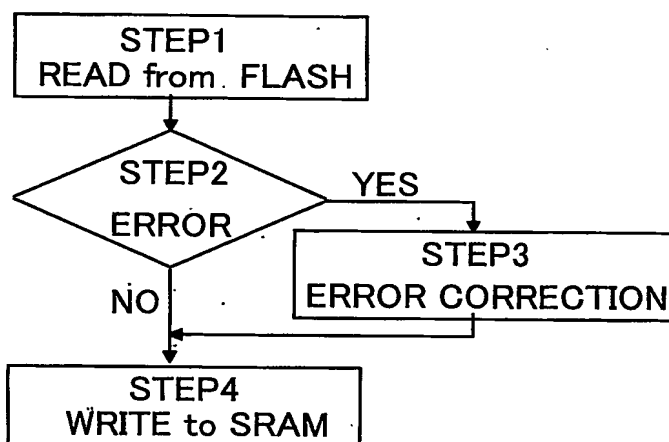 STEP1
READ from FLASH
STEP2
ERROR
YES
STEP3
ERROR CORRECTION
NO
STEP4
WRITE to SRAM